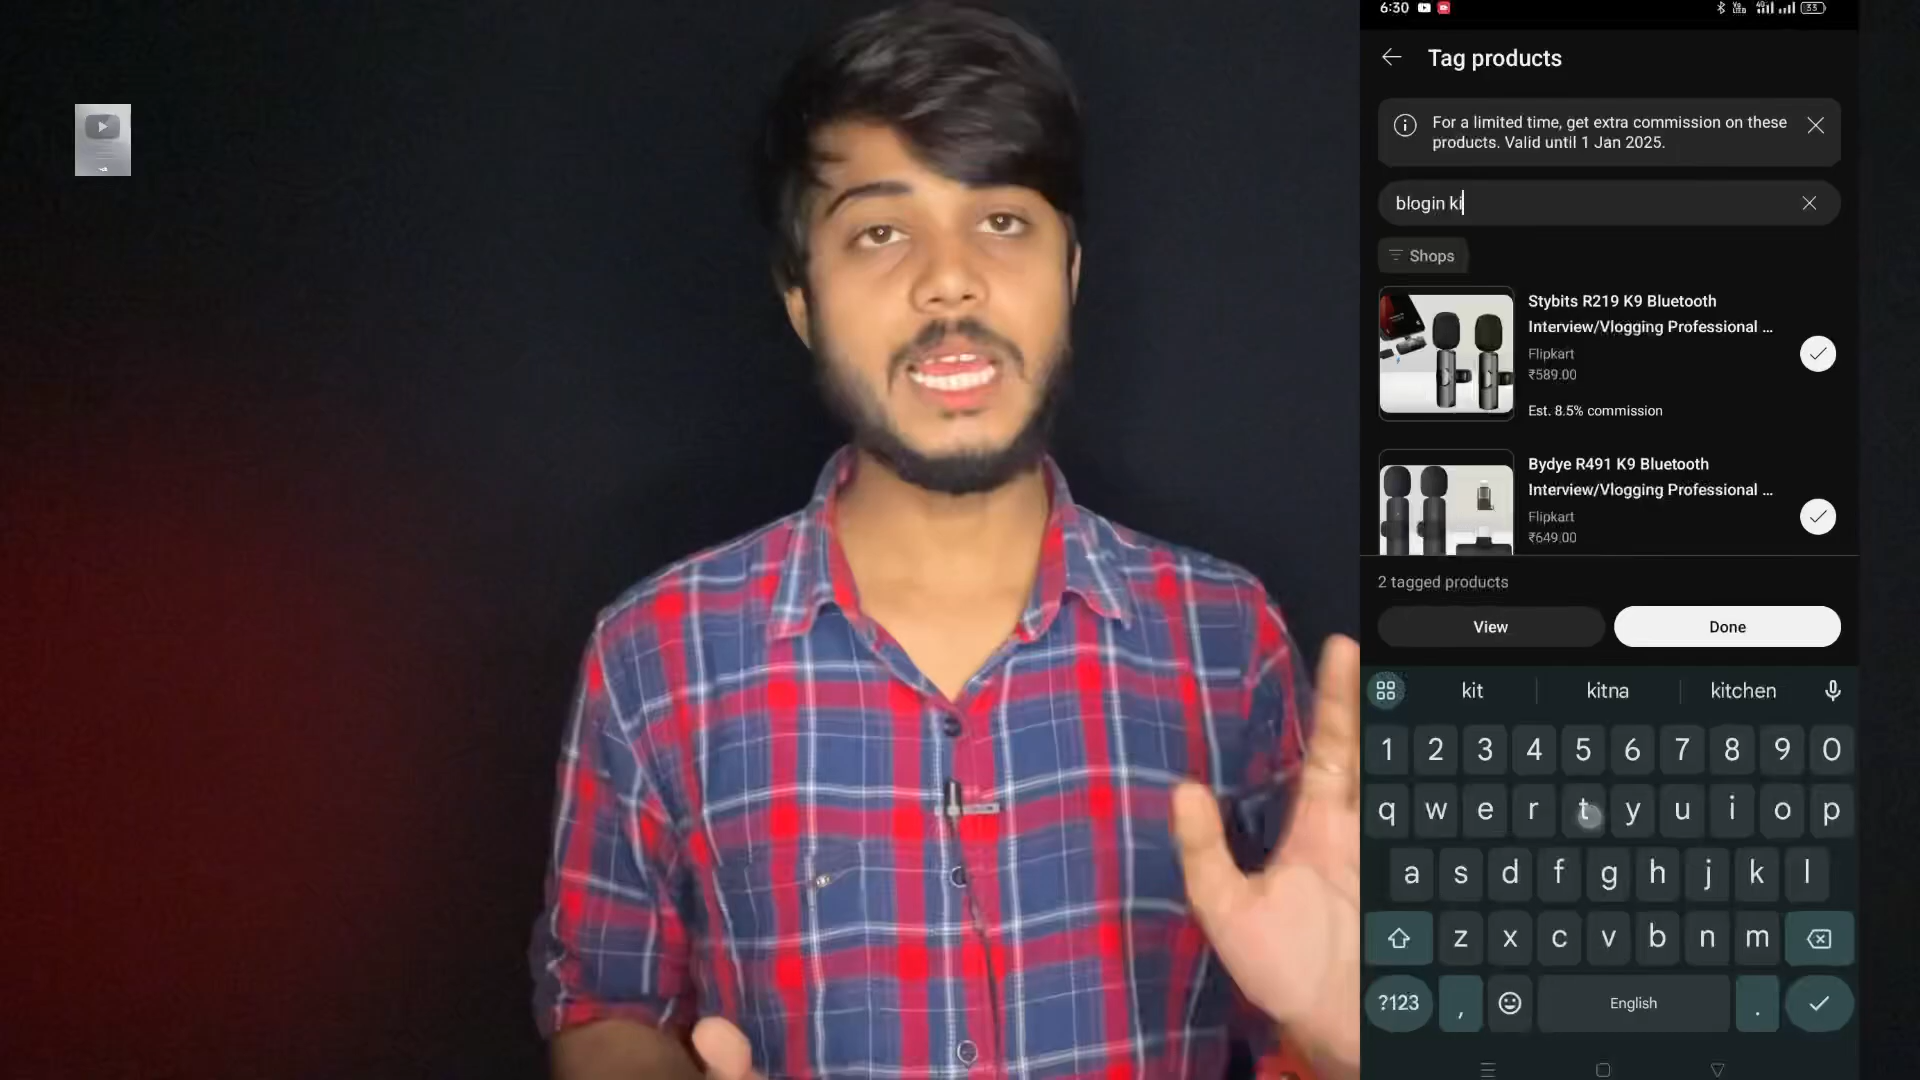 6:30
33
Tag products
For a limited time, get extra commission on these
products. Valid until 1 Jan 2025.
blogin ki
Shops
Stybits R219 K9 Bluetooth
Interview/Vlogging Professional ...
Flipkart
₹589.00
Est. 8.5% commission
Bydye R491 K9 Bluetooth
Interview/Vlogging Professional ...
Flipkart
₹649.00
2 tagged products
View Done
kit kitna kitchen
1 2 3 4 5 6 7 8 9 0
q w e r t y u i o p
a s d f g h j k l
z x c v b n m
?123 , English .